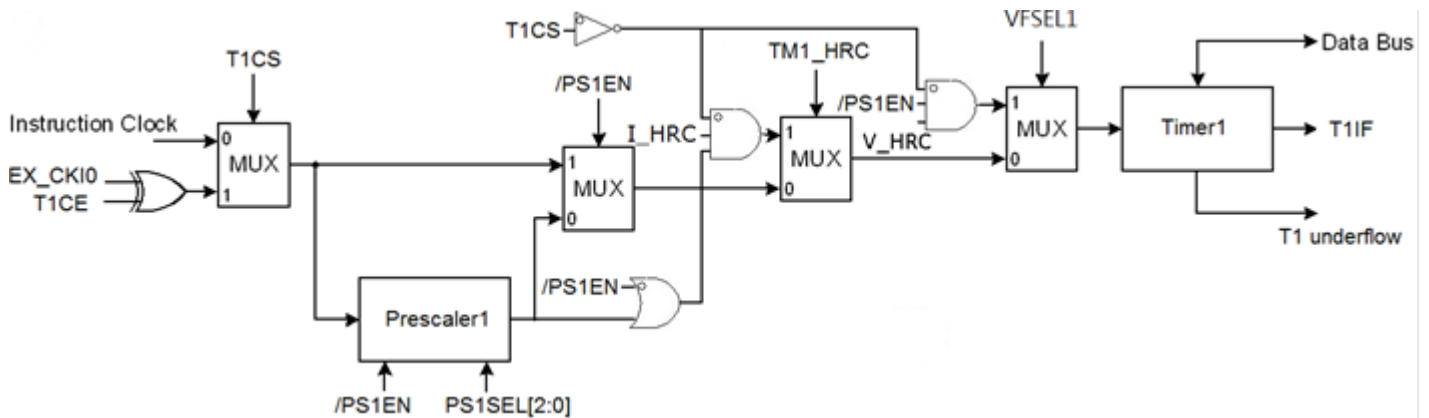 T1CS
VFSEL1
Data Bus
T1CS
TM1_HRC
/PS1EN
/PS1EN
Instruction Clock
0
MUX
I_HRC
1
MUX
V_HRC
1
MUX
Timer1
T1IF
EX_CKI0
T1CE
1
1
MUX
0
0
0
T1 underflow
/PS1EN
Prescaler1
/PS1EN
PS1SEL[2:0]